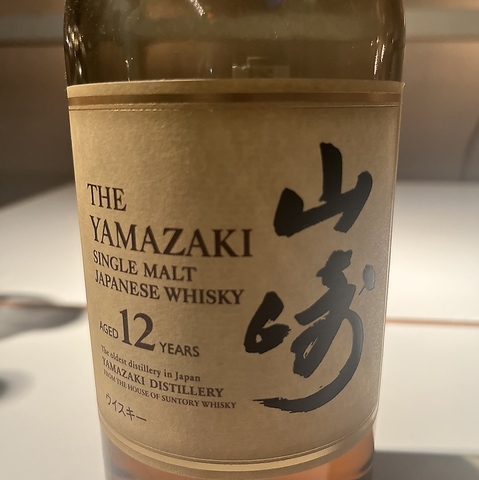 THE
YAMAZAKI
SINGLE MALT
JAPANESE WHISKY
AGED 12 YEARS
The oldest distillery in Japan
YAMAZAKI DISTILLERY
FROM THE HOUSE OF SUNTORY WHISKY
ウイスキー
山崎